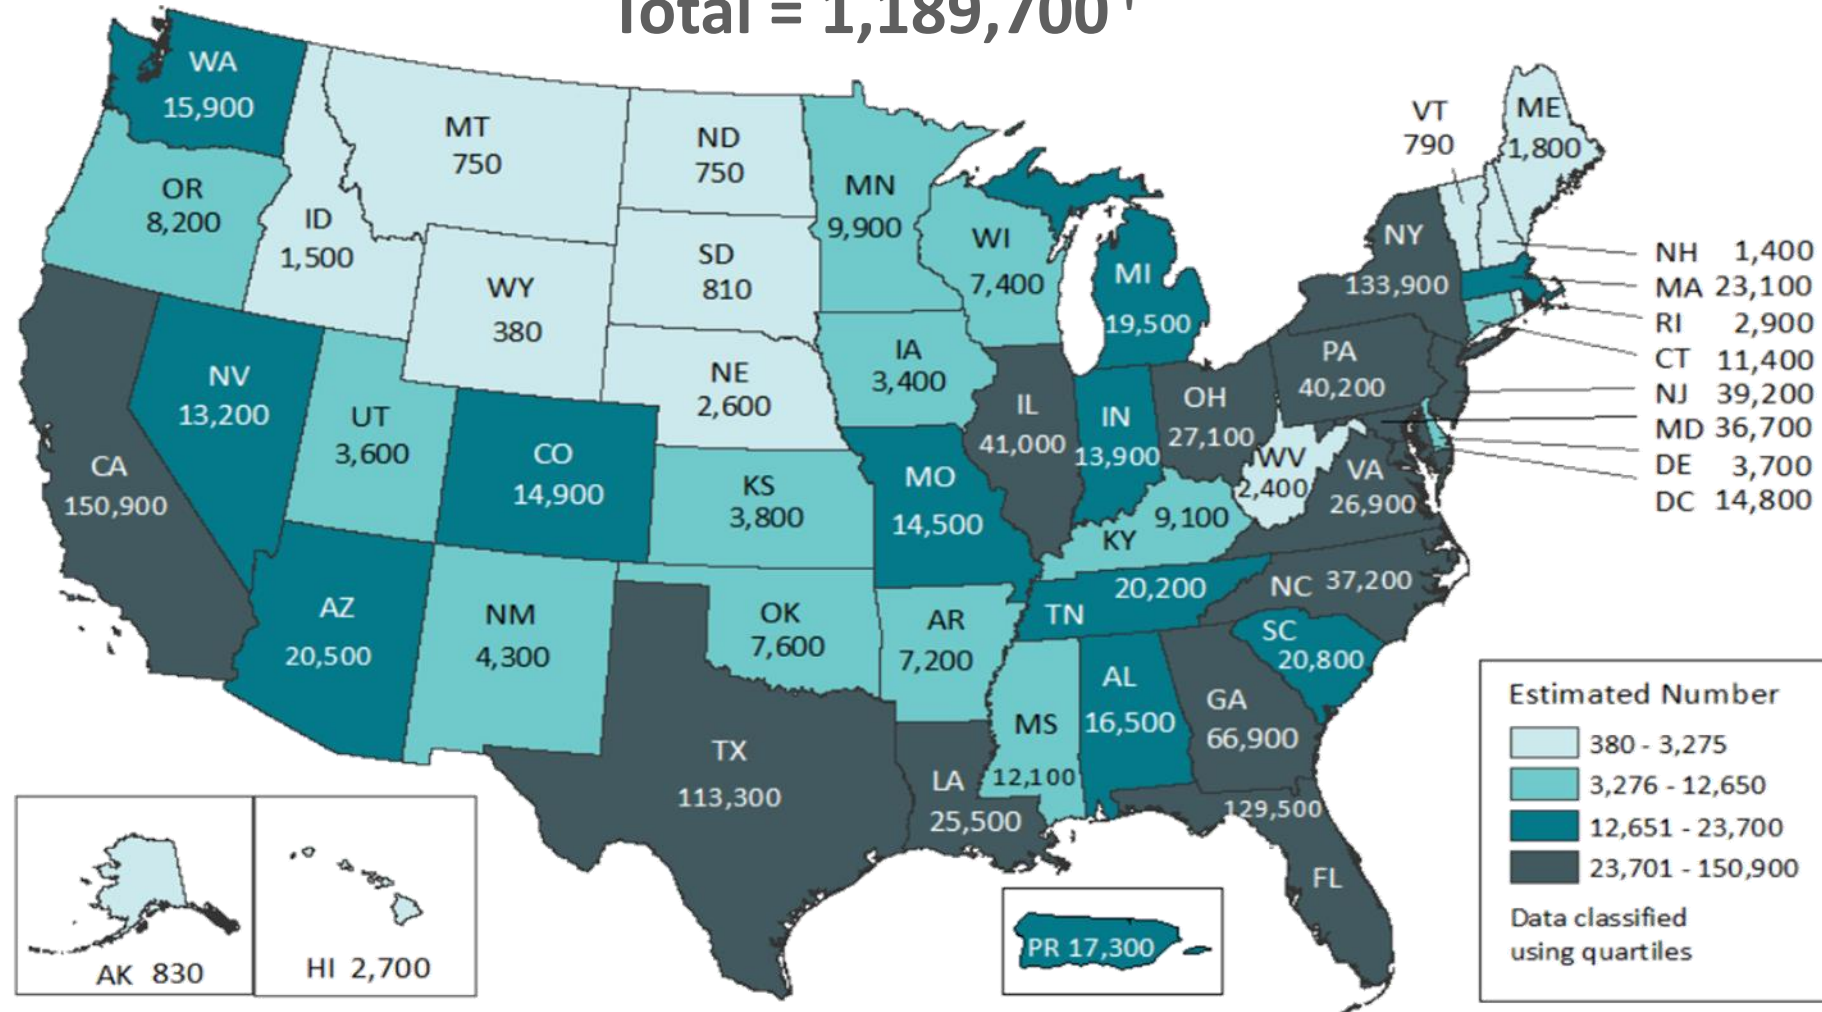 Total = 1,189,700
WA
15,900
MT
750
ND
750
MN
9,900
VT
790
ME
1,800
OR
8,200
ID
1,500
SD
810
WI
7,400
MI
19,500
NY
133,900
WY
380
NH 1,400
MA 23,100
RI 2,900
CT 11,400
NJ 39,200
MD 36,700
DE 3,700
DC 14,800
NV
13,200
UT
3,600
NE
2,600
IA
3,400
IL
41,000
IN
13,900
OH
27,100
PA
40,200
CA
150,900
CO
14,900
KS
3,800
MO
14,500
WV
2,400
VA
26,900
9,100
KY
AZ
20,500
NM
4,300
OK
7,600
AR
7,200
20,200
TN
NC 37,200
SC
20,800
TX
113,300
LA
25,500
MS
12,100
AL
16,500
GA
66,900
129,500
FL
AK 830
HI 2,700
PR 17,300
Estimated Number
380 - 3,275
3,276 - 12,650
12,651 - 23,700
23,701 - 150,900
Data classified
using quartiles